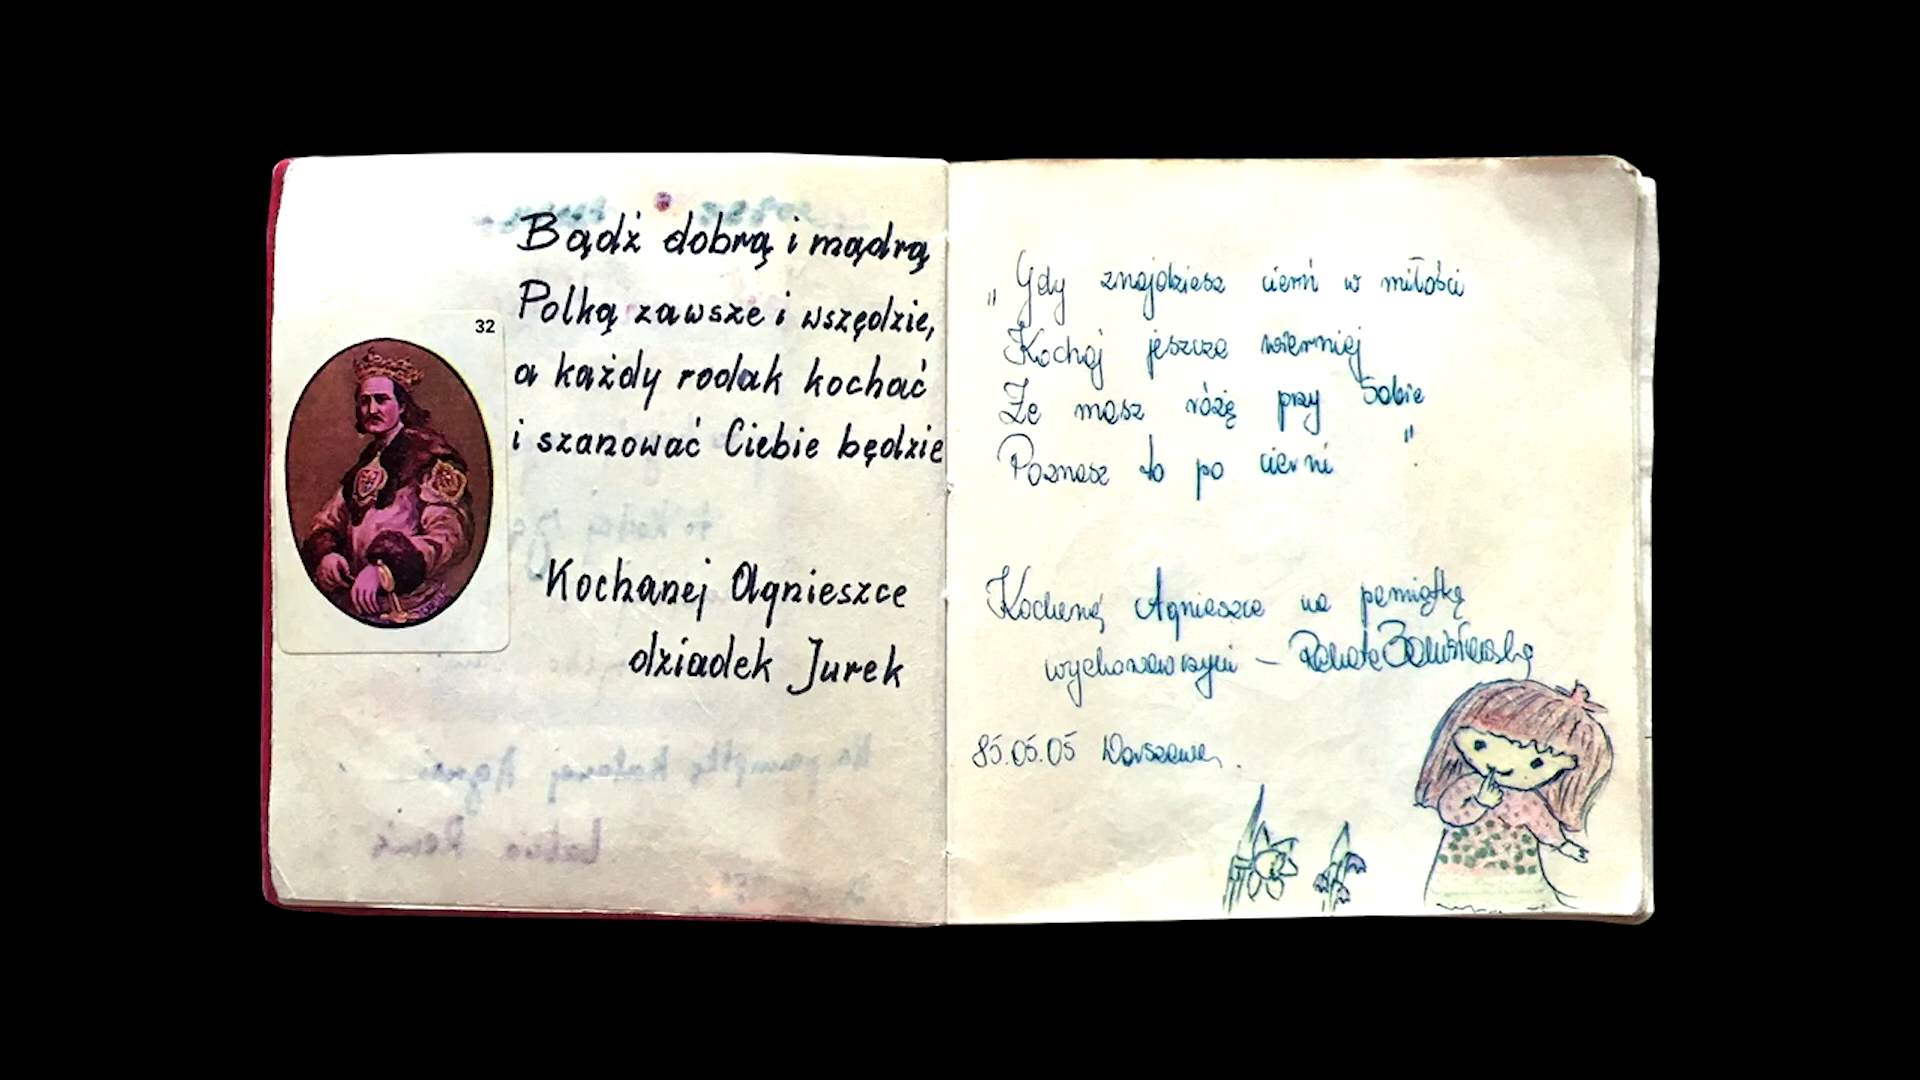 32
Bądź dobrą i mądrą
Polką zawsze i wszędzie,
a każdy rodak kochać
i szanować Ciebie będzie
Kochanej Agnieszce
dziadek Jurek
„Gdy znajdziesz cierń w miłości
Kochaj jeszcze wierniej
Że masz różę przy Sobie
Poznasz to po cierni"
Kochanej Agnieszce na pamiątkę
wychowawczyni – Renata
85.05.05 Warszawa.